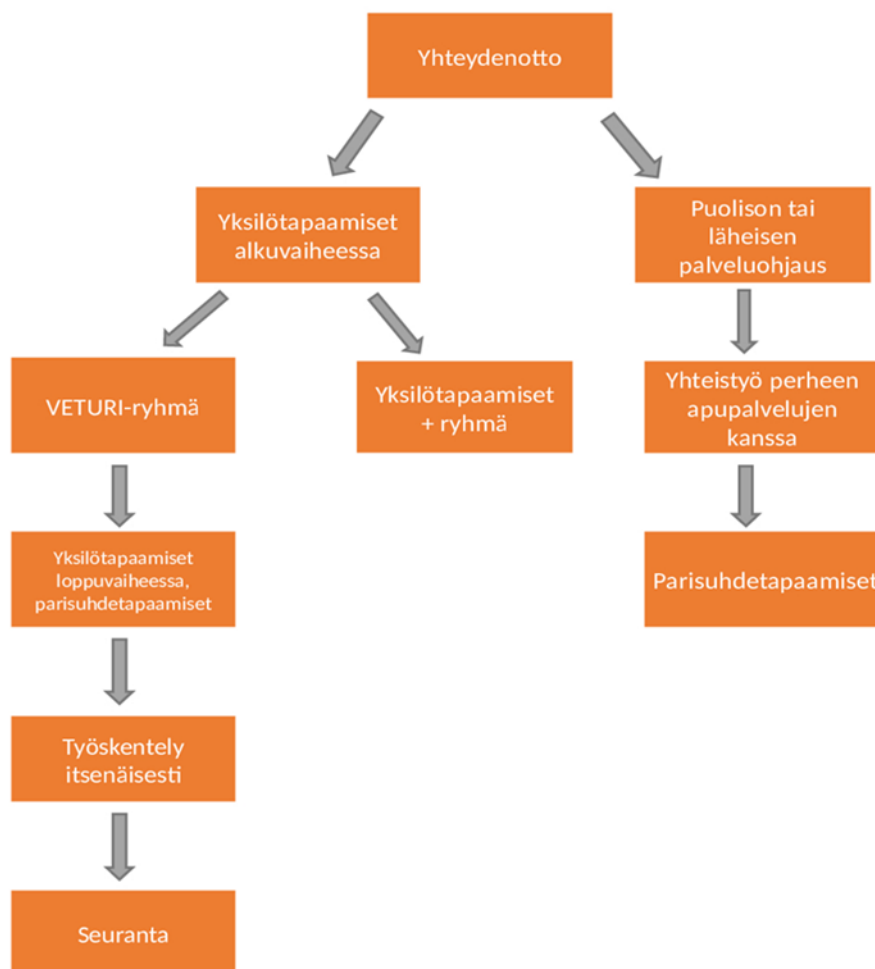 Yhteydenotto
Yksilötapaamiset
alkuvaiheessa
Puolison tai
läheisen
palveluohjaus
VETURI-ryhmä
Yksilötapaamiset
+ ryhmä
Yhteistyö perheen
apupalvelujen
kanssa
Yksilötapaamiset
loppuvaiheessa,
parisuhdetapaamiset
Parisuhdetapaamiset
Työskentely
itsenäisesti
Seuranta